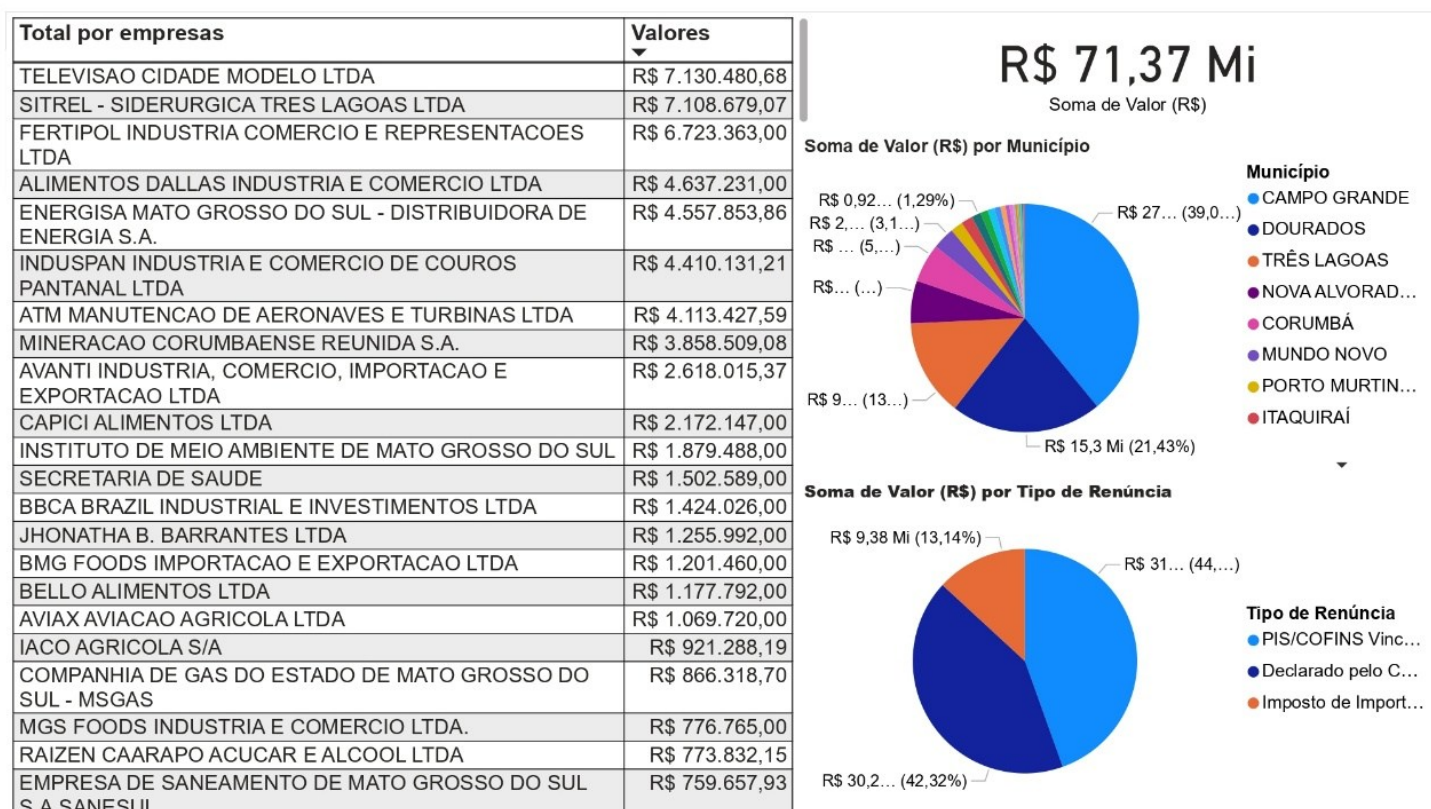 Total por empresas Valores
TELEVISAO CIDADE MODELO LTDA R$ 7.130.480,68
SITREL - SIDERURGICA TRES LAGOAS LTDA R$ 7.108.679,07
FERTIPOL INDUSTRIA COMERCIO E REPRESENTACOES R$ 6.723.363,00
LTDA
ALIMENTOS DALLAS INDUSTRIA E COMERCIO LTDA R$ 4.637.231,00
ENERGISA MATO GROSSO DO SUL - DISTRIBUIDORA DE R$ 4.557.853,86
ENERGIA S.A.
INDUSPAN INDUSTRIA E COMERCIO DE COUROS R$ 4.410.131,21
PANTANAL LTDA
ATM MANUTENCAO DE AERONAVES E TURBINAS LTDA R$ 4.113.427,59
MINERACAO CORUMBAENSE REUNIDA S.A. R$ 3.858.509,08
AVANTI INDUSTRIA, COMERCIO, IMPORTACAO E R$ 2.618.015,37
EXPORTACAO LTDA
CAPICI ALIMENTOS LTDA R$ 2.172.147,00
INSTITUTO DE MEIO AMBIENTE DE MATO GROSSO DO SUL R$ 1.879.488,00
SECRETARIA DE SAUDE R$ 1.502.589,00
BBCA BRAZIL INDUSTRIAL E INVESTIMENTOS LTDA R$ 1.424.026,00
JHONATHA B. BARRANTES LTDA R$ 1.255.992,00
BMG FOODS IMPORTACAO E EXPORTACAO LTDA R$ 1.201.460,00
BELLO ALIMENTOS LTDA R$ 1.177.792,00
AVIAX AVIACAO AGRICOLA LTDA R$ 1.069.720,00
IACO AGRICOLA S/A R$ 921.288,19
COMPANHIA DE GAS DO ESTADO DE MATO GROSSO DO R$ 866.318,70
SUL - MSGAS
MGS FOODS INDUSTRIA E COMERCIO LTDA. R$ 776.765,00
RAIZEN CAARAPO ACUCAR E ALCOOL LTDA R$ 773.832,15
EMPRESA DE SANEAMENTO DE MATO GROSSO DO SUL R$ 759.657,93
S.A SANESUL
R$ 71,37 Mi
Soma de Valor (R$)
Soma de Valor (R$) por Município
R$ 0,92... (1,29%)
R$ 2,... (3,1...)
R$ ... (5,...)
R$... (...)
R$ 9... (13...)
R$ 27... (39,0...)
R$ 15,3 Mi (21,43%)
Município
CAMPO GRANDE
DOURADOS
TRÊS LAGOAS
NOVA ALVORAD...
CORUMBÁ
MUNDO NOVO
PORTO MURTIN...
ITAQUIRAÍ
Soma de Valor (R$) por Tipo de Renúncia
R$ 9,38 Mi (13,14%)
R$ 31... (44,...)
R$ 30,2... (42,32%)
Tipo de Renúncia
PIS/COFINS Vinc...
Declarado pelo C...
Imposto de Import...